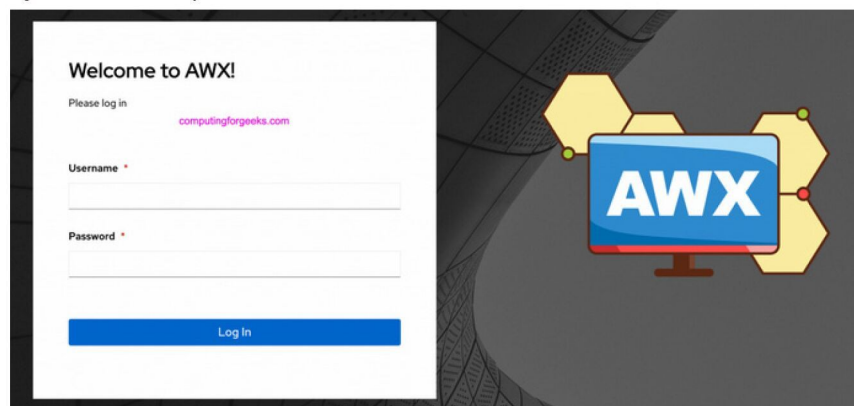 Welcome to AWX!
Please log in
computingforgeeks.com
Username *
Password *
Log In
AWX